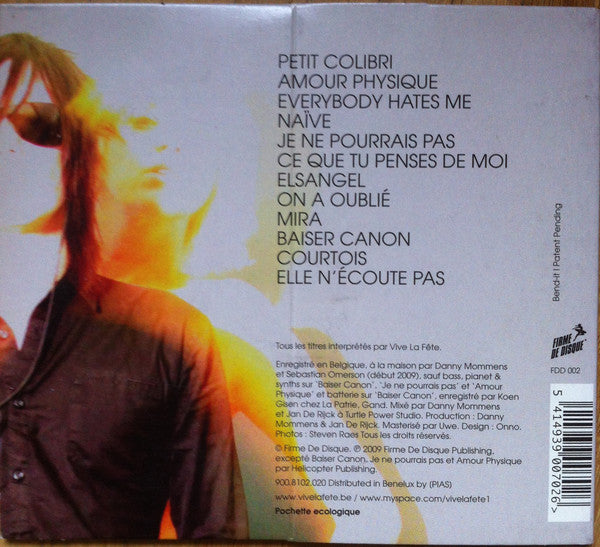 PETIT COLIBRI
AMOUR PHYSIQUE
EVERYBODY HATES ME
NAÏVE
JE NE POURRAIS PAS
CE QUE TU PENSES DE MOI
ELSANGEL
ON A OUBLIÉ
MIRA
BAISER CANON
COURTOIS
ELLE N'ÉCOUTE PAS
Bend-it | Patent Pending
FIRME
DE DISQUE
FDD 002
Tous les titres interprétés par Vive La Fête.
Enregistré en Belgique, à la maison par Danny Mommens
et Sebastian Omerson (début 2009), sauf bass, planet &
synths sur 'Baiser Canon', 'Je ne pourrais pas' et 'Amour
Physique' et batterie sur 'Baiser Canon', enregistré par Koen
Gisen chez La Patrie, Gand. Mixé par Danny Mommens
et Jan De Rijck à Turtle Power Studio. Production : Danny
Mommens & Jan De Rijck. Masterisé par Uwe. Design : Onno.
Photos : Steven Raes Tous les droits reservés.
© Firme De Disque. ℗ 2009 Firme De Disque Publishing,
excepté Baiser Canon, Je ne pourrais pas et Amour Physique
par Helicopter Publishing.
900.8102.020 Distributed in Benelux by (PIAS)
www.vivelafete.be / www.myspace.com/vivelafete1
Pochette ecologique
5 414939 007026>